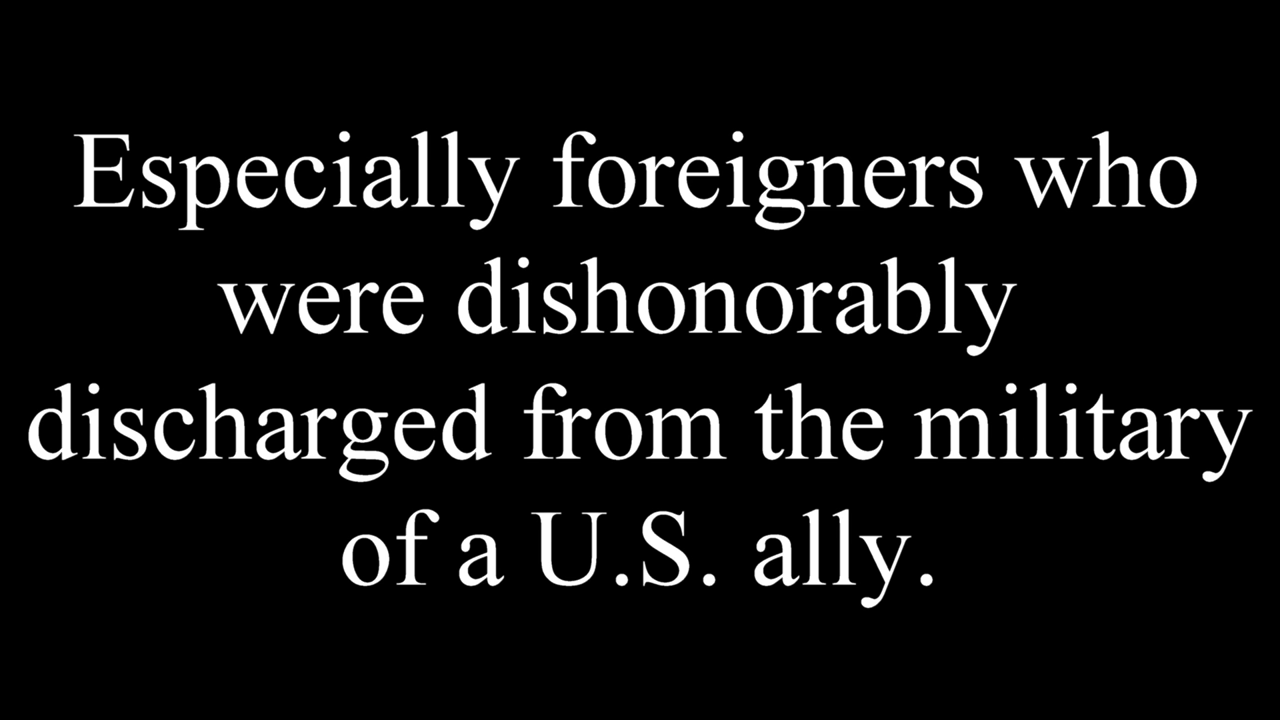 Especially foreigners who
were dishonorably
discharged from the military
of a U.S. ally.